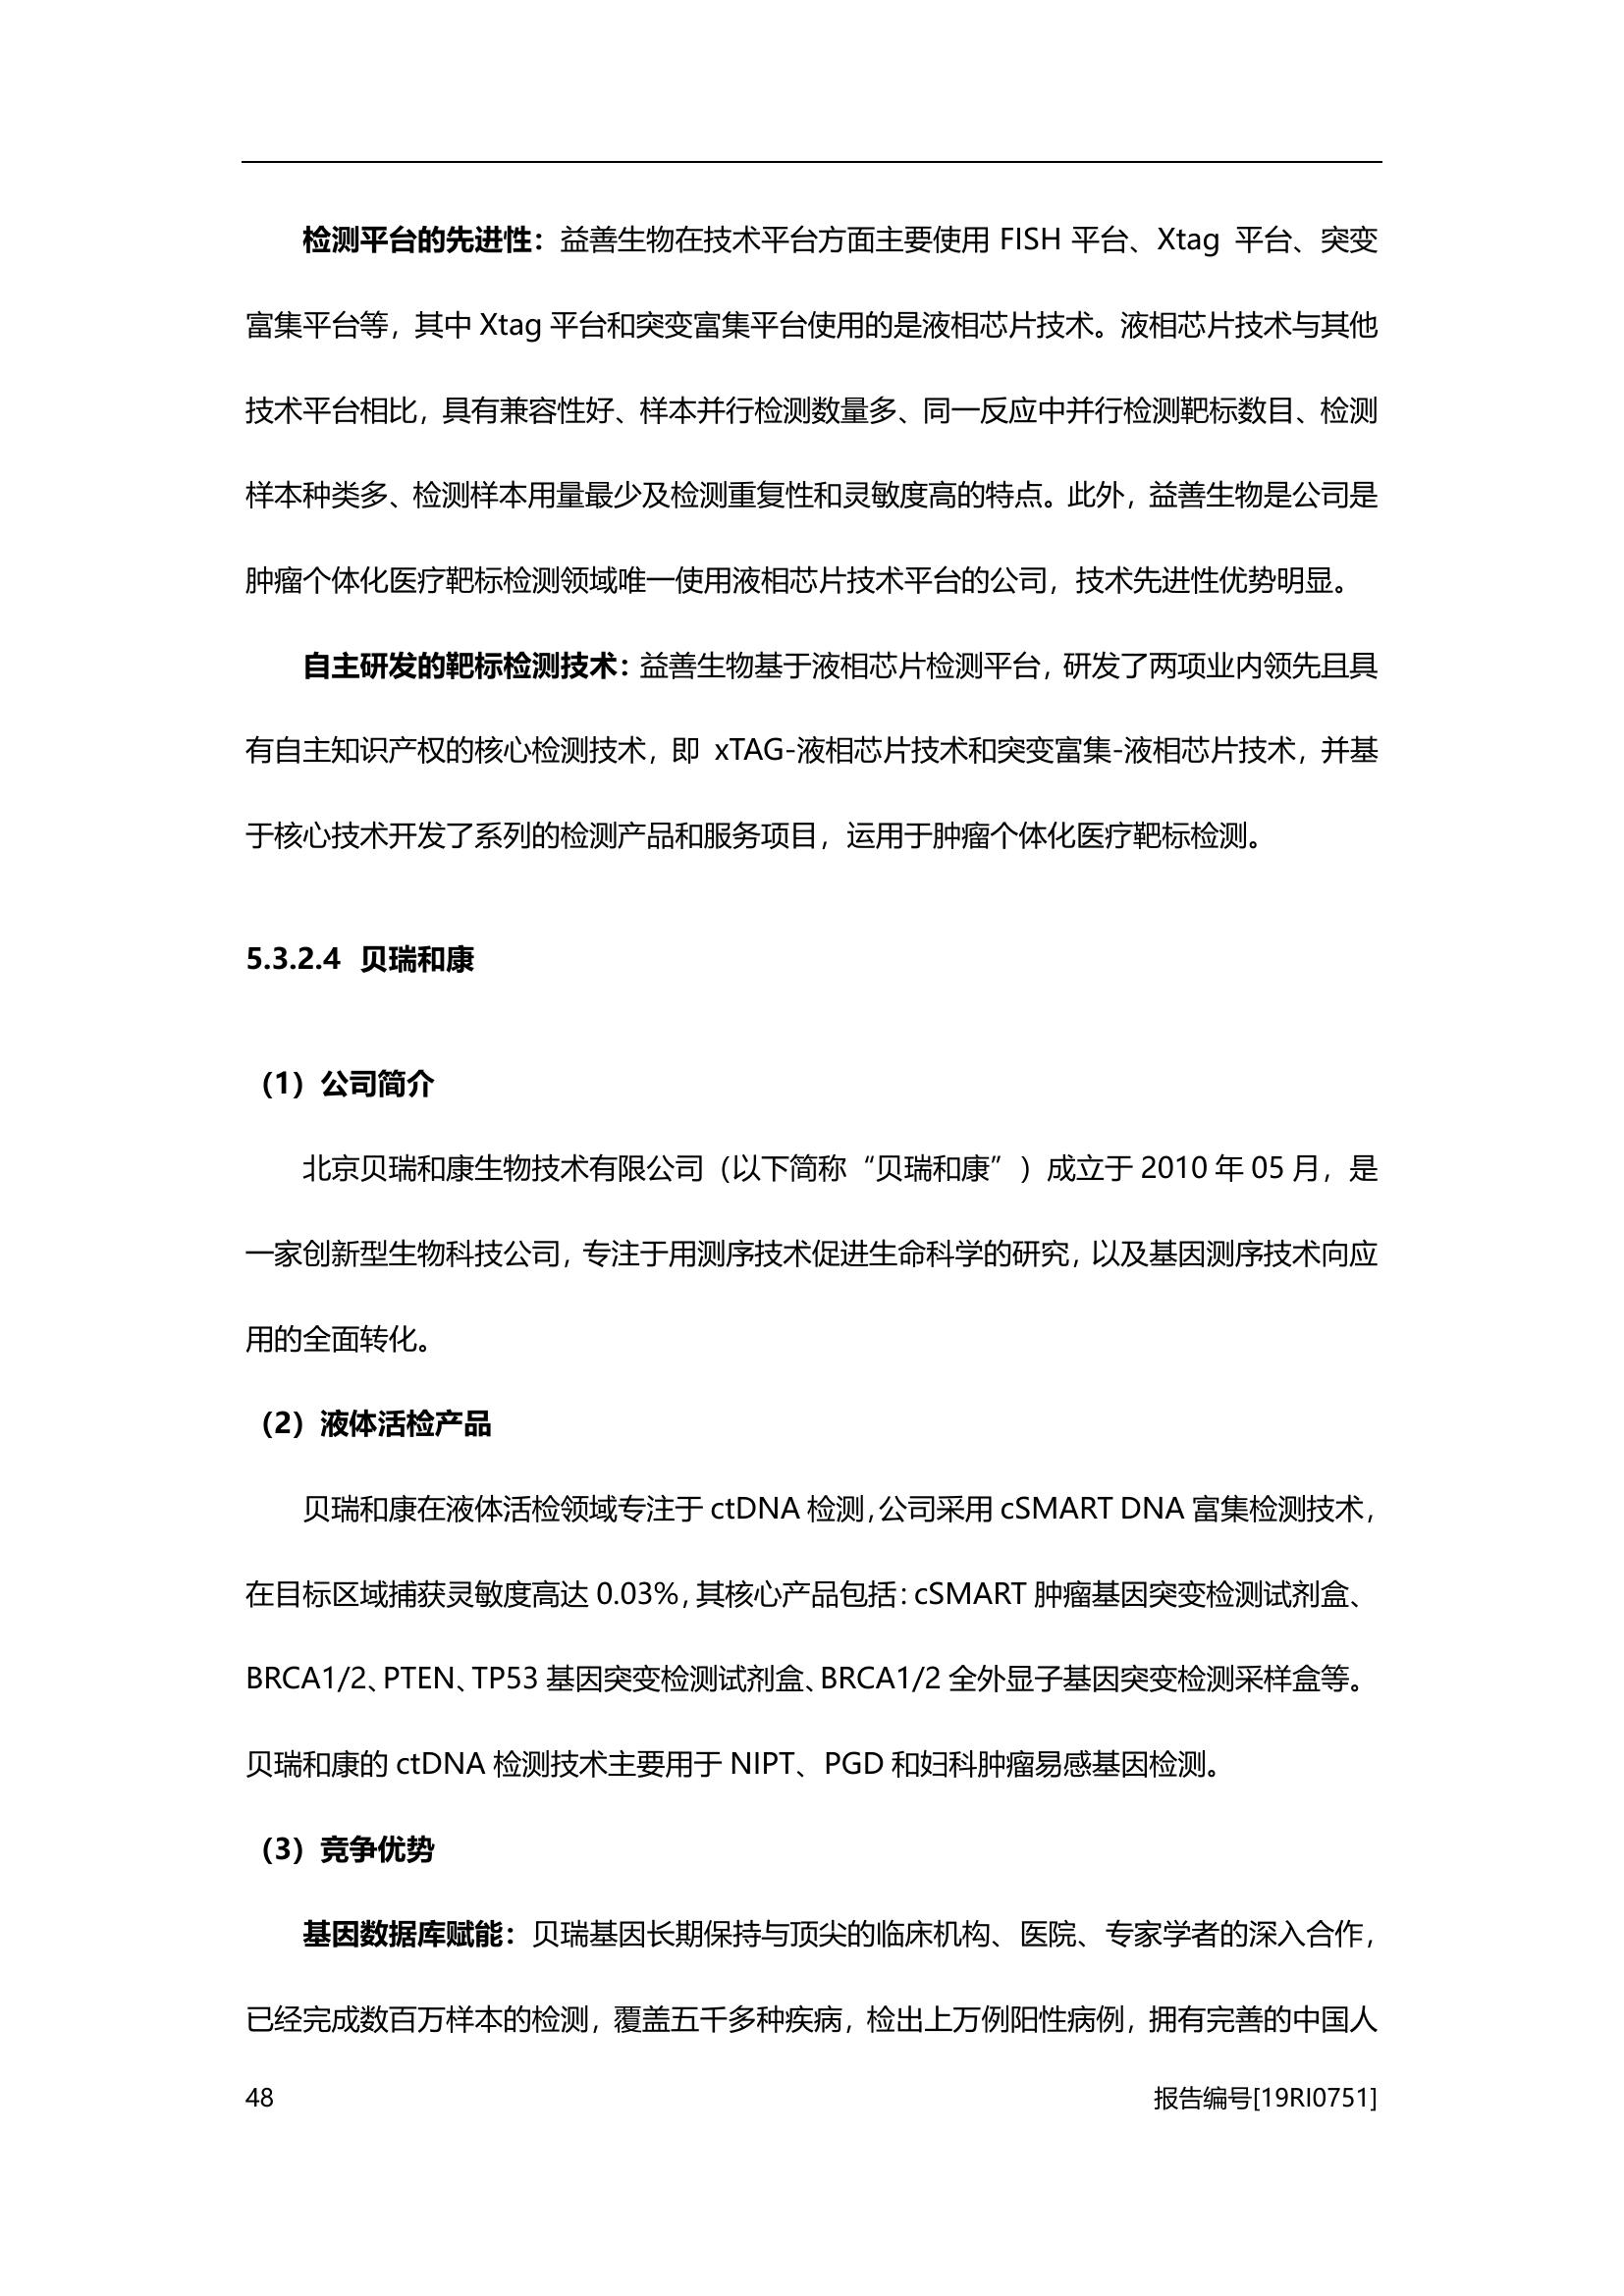 检测平台的先进性：益善生物在技术平台方面主要使用 FISH 平台、Xtag 平台、突变
富集平台等，其中 Xtag 平台和突变富集平台使用的是液相芯片技术。液相芯片技术与其他
技术平台相比，具有兼容性好、样本并行检测数量多、同一反应中并行检测靶标数目、检测
样本种类多、检测样本用量最少及检测重复性和灵敏度高的特点。此外，益善生物是公司是
肿瘤个体化医疗靶标检测领域唯一使用液相芯片技术平台的公司，技术先进性优势明显。
自主研发的靶标检测技术：益善生物基于液相芯片检测平台，研发了两项业内领先且具
有自主知识产权的核心检测技术，即 xTAG-液相芯片技术和突变富集-液相芯片技术，并基
于核心技术开发了系列的检测产品和服务项目，运用于肿瘤个体化医疗靶标检测。
5.3.2.4 贝瑞和康
（1）公司简介
北京贝瑞和康生物技术有限公司（以下简称“贝瑞和康”）成立于 2010 年 05 月，是
一家创新型生物科技公司，专注于用测序技术促进生命科学的研究，以及基因测序技术向应
用的全面转化。
（2）液体活检产品
贝瑞和康在液体活检领域专注于 ctDNA 检测，公司采用 cSMART DNA 富集检测技术，
在目标区域捕获灵敏度高达 0.03%，其核心产品包括：cSMART 肿瘤基因突变检测试剂盒、
BRCA1/2、PTEN、TP53 基因突变检测试剂盒、BRCA1/2 全外显子基因突变检测采样盒等。
贝瑞和康的 ctDNA 检测技术主要用于 NIPT、PGD 和妇科肿瘤易感基因检测。
（3）竞争优势
基因数据库赋能：贝瑞基因长期保持与顶尖的临床机构、医院、专家学者的深入合作，
已经完成数百万样本的检测，覆盖五千多种疾病，检出上万例阳性病例，拥有完善的中国人
48 报告编号[19RI0751]